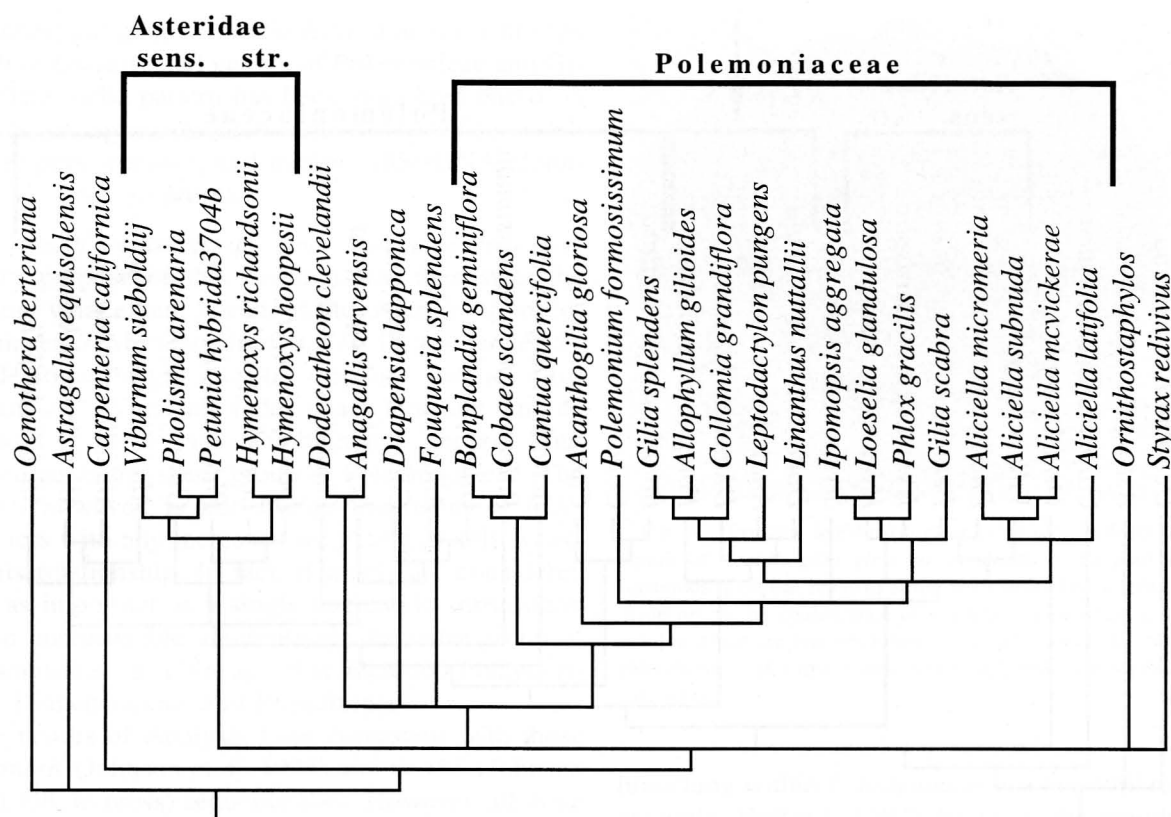 Asteridae
sens. str.
Polemoniaceae
Oenothera berteriana
Astragalus equisolensis
Carpenteria californica
Viburnum sieboldiij
Pholisma arenaria
Petunia hybrida3704b
Hymenoxys richardsonii
Hymenoxys hoopesii
Dodecatheon clevelandii
Anagallis arvensis
Diapensia lapponica
Fouqueria splendens
Bonplandia geminiflora
Cobaea scandens
Cantua quercifolia
Acanthogilia gloriosa
Polemonium formosissimum
Gilia splendens
Allophyllum gilioides
Collomia grandiflora
Leptodactylon pungens
Linanthus nuttallii
Ipomopsis aggregata
Loeselia glandulosa
Phlox gracilis
Gilia scabra
Aliciella micromeria
Aliciella subnuda
Aliciella mcvickerae
Aliciella latifolia
Ornithostaphylos
Styrax redivivus